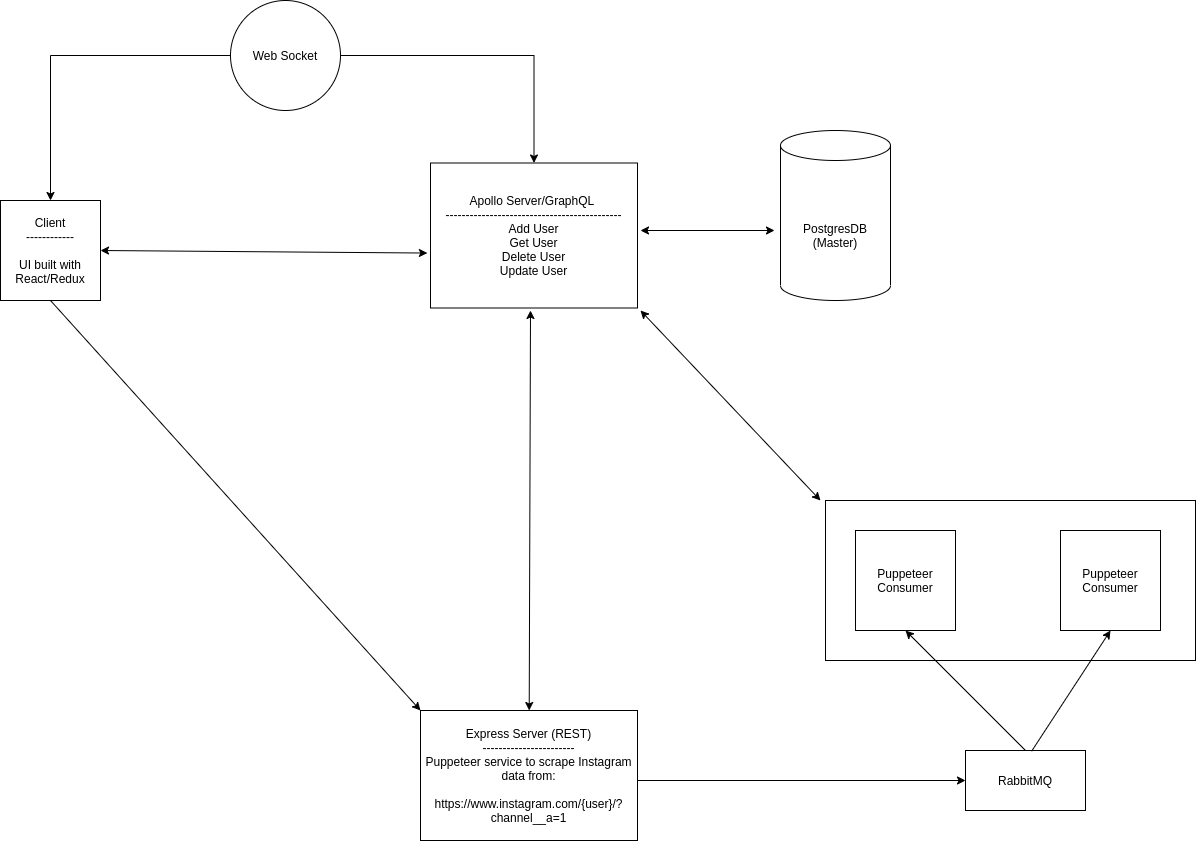 Web Socket
Client
------------
UI built with
React/Redux
Apollo Server/GraphQL
--------------------------------------------
Add User
Get User
Delete User
Update User
PostgresDB
(Master)
Puppeteer
Consumer
Puppeteer
Consumer
Express Server (REST)
-----------------------
Puppeteer service to scrape Instagram
data from:
https://www.instagram.com/{user}/?
channel__a=1
RabbitMQ